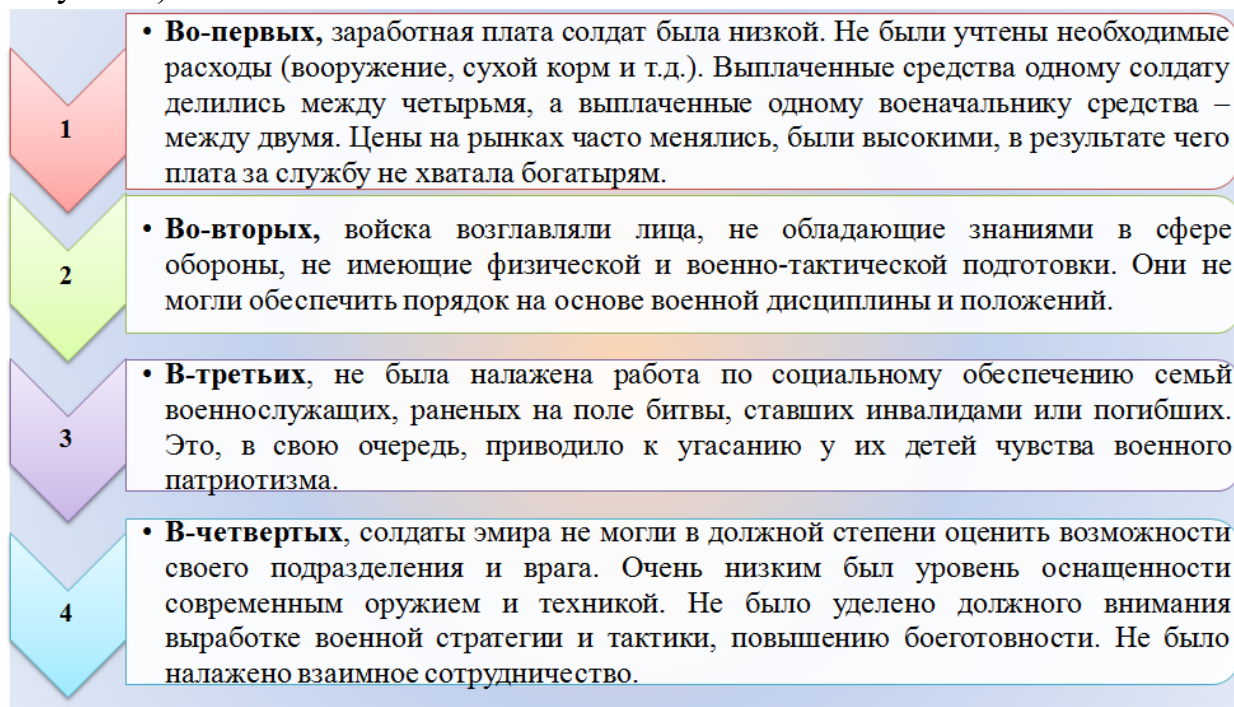 1
• Во-первых, заработная плата солдат была низкой. Не были учтены необходимые
расходы (вооружение, сухой корм и т.д.). Выплаченные средства одному солдату
делились между четырьмя, а выплаченные одному военачальнику средства –
между двумя. Цены на рынках часто менялись, были высокими, в результате чего
плата за службу не хватала богатырям.
2
• Во-вторых, войска возглавляли лица, не обладающие знаниями в сфере
обороны, не имеющие физической и военно-тактической подготовки. Они не
могли обеспечить порядок на основе военной дисциплины и положений.
3
• В-третьих, не была налажена работа по социальному обеспечению семьй
военнослужащих, раненых на поле битвы, ставших инвалидами или погибших.
Это, в свою очередь, приводило к угасанию у их детей чувства военного
патриотизма.
4
• В-четвертых, солдаты эмира не могли в должной степени оценить возможности
своего подразделения и врага. Очень низким был уровень оснащенности
современным оружием и техникой. Не было уделено должного внимания
выработке военной стратегии и тактики, повышению боеготовности. Не было
налажено взаимное сотрудничество.